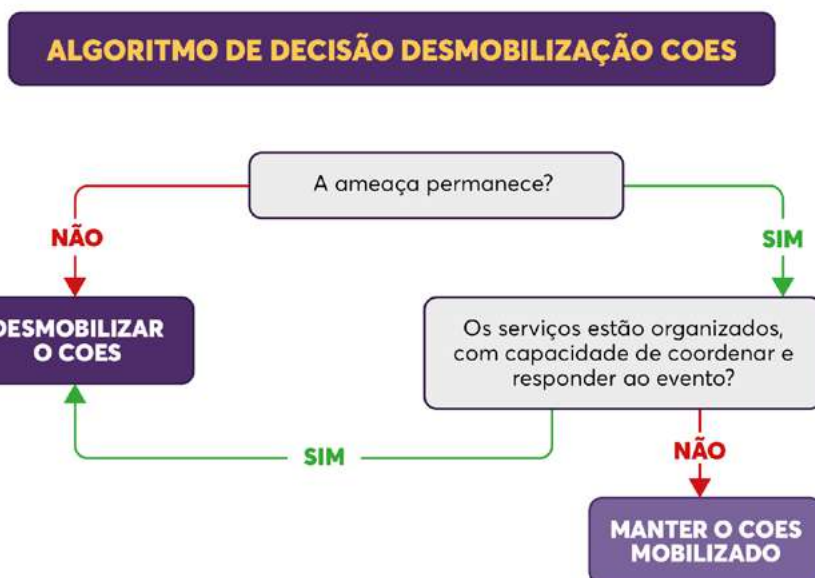 ALGORITMO DE DECISÃO DESMOBILIZAÇÃO COES
A ameaça permanece?
NÃO
SIM
DESMOBILIZAR
O COES
Os serviços estão organizados,
com capacidade de coordenar e
responder ao evento?
SIM
NÃO
MANTER O COES
MOBILIZADO